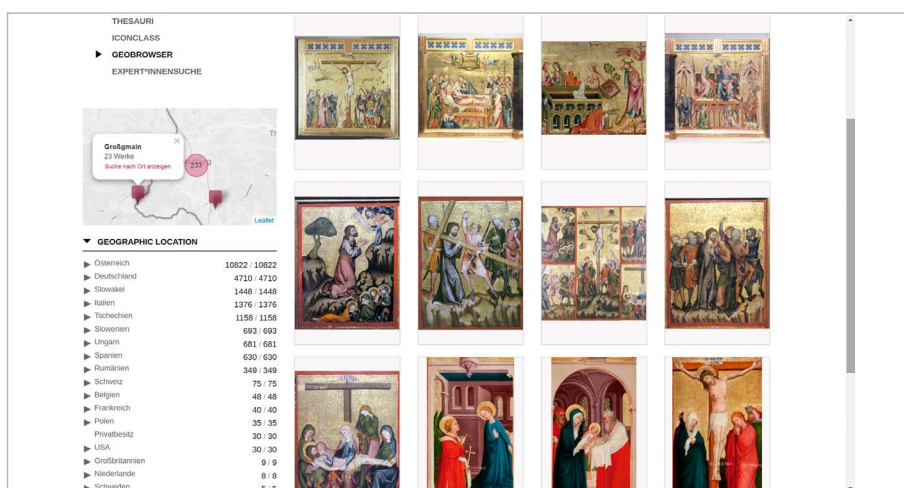 THESAURI
ICONCLASS
GEOBROWSER
EXPERT*INNENSUCHE
Großgmain
23 Werke
Suche nach Ort anzeigen
233
Leaflet
GEOGRAPHIC LOCATION
Österreich 10822 / 10822
Deutschland 4710 / 4710
Slowakei 1448 / 1448
Italien 1376 / 1376
Tschechien 1158 / 1158
Slowenien 693 / 693
Ungarn 681 / 681
Spanien 630 / 630
Rumänien 349 / 349
Schweiz 75 / 75
Belgien 48 / 48
Frankreich 40 / 40
Polen 35 / 35
Privatbesitz 30 / 30
USA 30 / 30
Großbritannien 9 / 9
Niederlande 8 / 8
Schweden 5 / 5